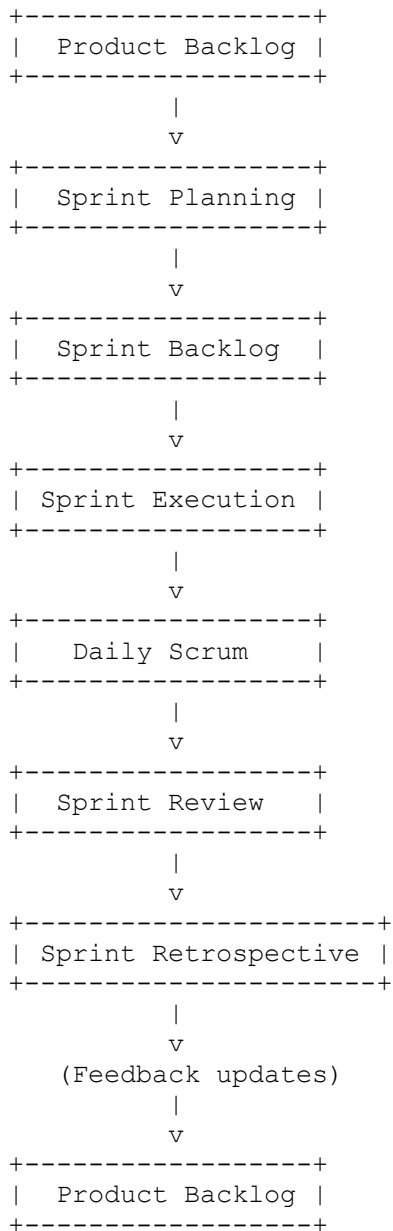 Product Backlog
Sprint Planning
Sprint Backlog
Sprint Execution
Daily Scrum
Sprint Review
Sprint Retrospective
(Feedback updates)
Product Backlog